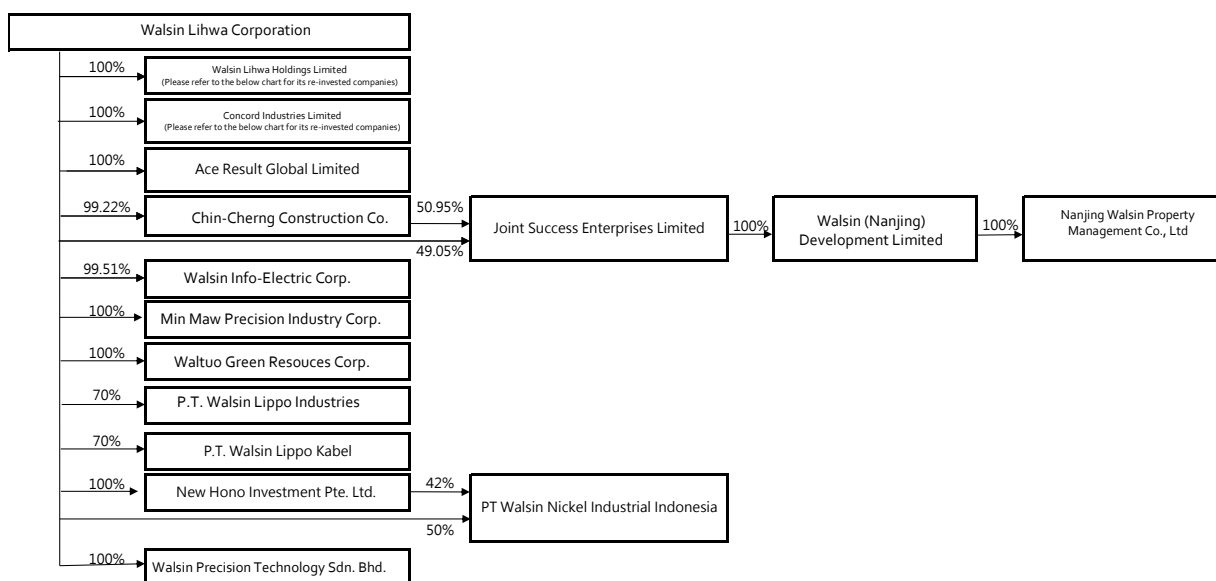 Walsin Lihwa Corporation
100%
Walsin Lihwa Holdings Limited
(Please refer to the below chart for its re-invested companies)
100%
Concord Industries Limited
(Please refer to the below chart for its re-invested companies)
100%
Ace Result Global Limited
99.22%
Chin-Cherng Construction Co.
50.95%
49.05%
Joint Success Enterprises Limited
100%
Walsin (Nanjing)
Development Limited
100%
Nanjing Walsin Property
Management Co., Ltd
99.51%
Walsin Info-Electric Corp.
100%
Min Maw Precision Industry Corp.
100%
Waltuo Green Resouces Corp.
70%
P.T. Walsin Lippo Industries
70%
P.T. Walsin Lippo Kabel
100%
New Hono Investment Pte. Ltd.
42%
50%
PT Walsin Nickel Industrial Indonesia
100%
Walsin Precision Technology Sdn. Bhd.